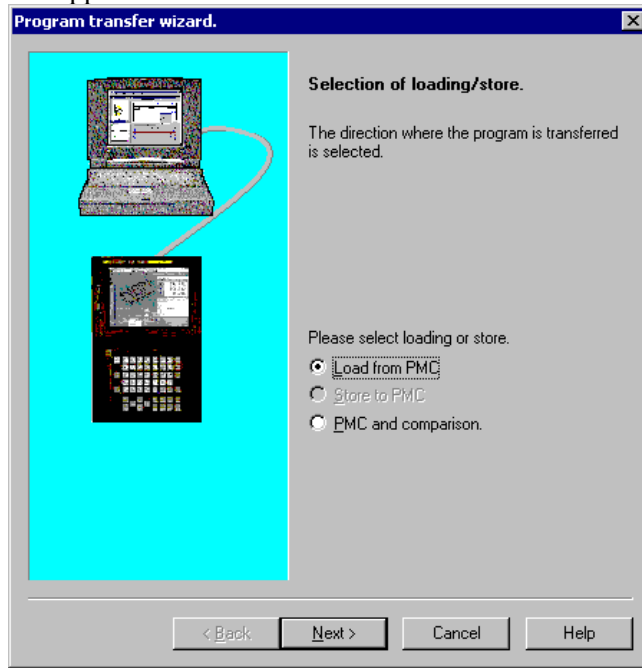 Program transfer wizard.
Selection of loading/store.
The direction where the program is transferred
is selected.
Please select loading or store.
Load from PMC
Store to PMC
PMC and comparison.
< Back
Next >
Cancel
Help